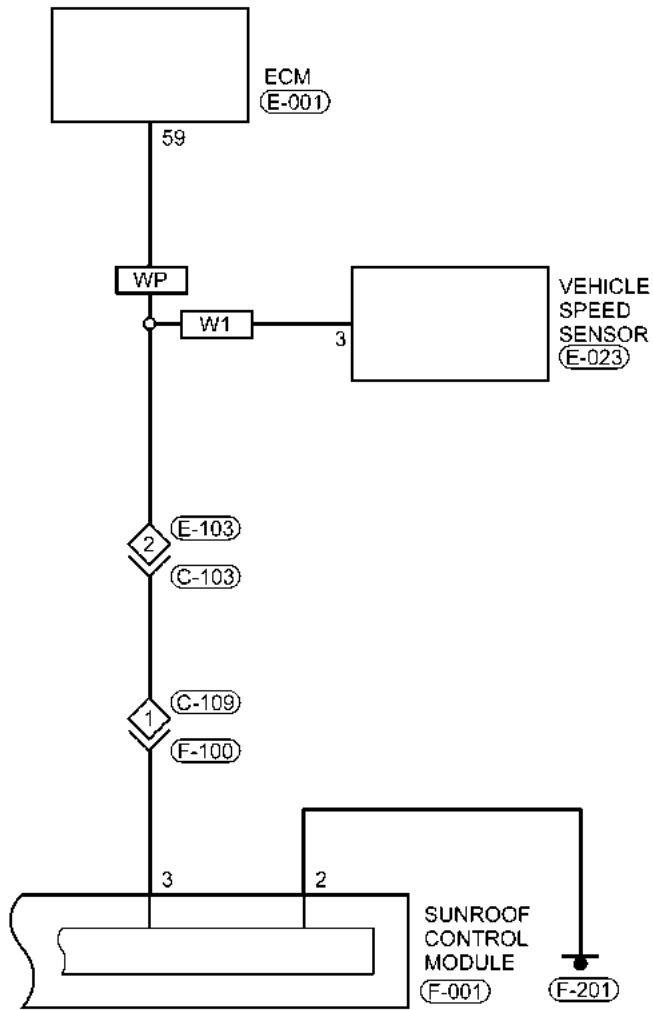 ECM
E-001
59
WP
W1
3
VEHICLE
SPEED
SENSOR
E-023
2
E-103
C-103
1
C-109
F-100
3
2
SUNROOF
CONTROL
MODULE
F-001
F-201